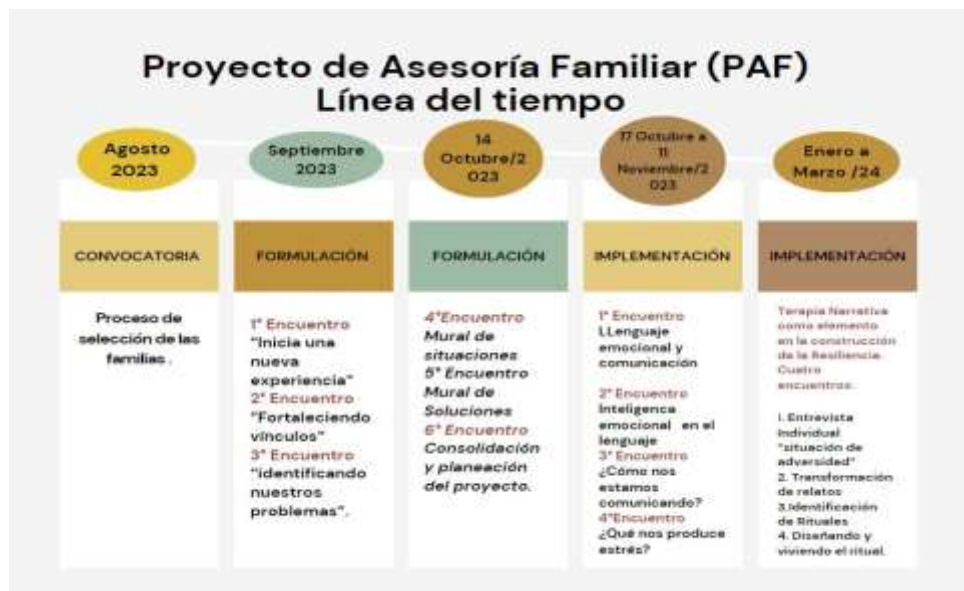 Proyecto de Asesoría Familiar (PAF)
Línea del tiempo
Agosto
2023
CONVOCATORIA
Proceso de
selección de las
familias .
Septiembre
2023
FORMULACIÓN
1° Encuentro
"Inicia una
nueva
experiencia"
2° Encuentro
"Fortaleciendo
vínculos"
3° Encuentro
"identificando
nuestros
problemas".
14
Octubre/2
023
FORMULACIÓN
4°Encuentro
Mural de
situaciones
5° Encuentro
Mural de
Soluciones
6° Encuentro
Consolidación
y planeación
del proyecto.
17 Octubre a
11
Noviembre/2
023
IMPLEMENTACIÓN
1° Encuentro
LLenguaje
emocional y
comunicación
2° Encuentro
Inteligenca
emocional en el
lenguaje
3° Encuentro
¿Cómo nos
estamos
comunicando?
4°Encuentro
¿Qué nos produce
estrés?
Enero a
Marzo /24
IMPLEMENTACIÓN
Terapia Narrativa
como elemento
en la construcción
de la Resiliencia.
Cuatro
encuentros.
1. Entrevista
Individual
"situación de
adversidad"
2. Transformación
de relatos
3.Identificación
de Rituales
4. Diseñando y
viviendo el ritual.